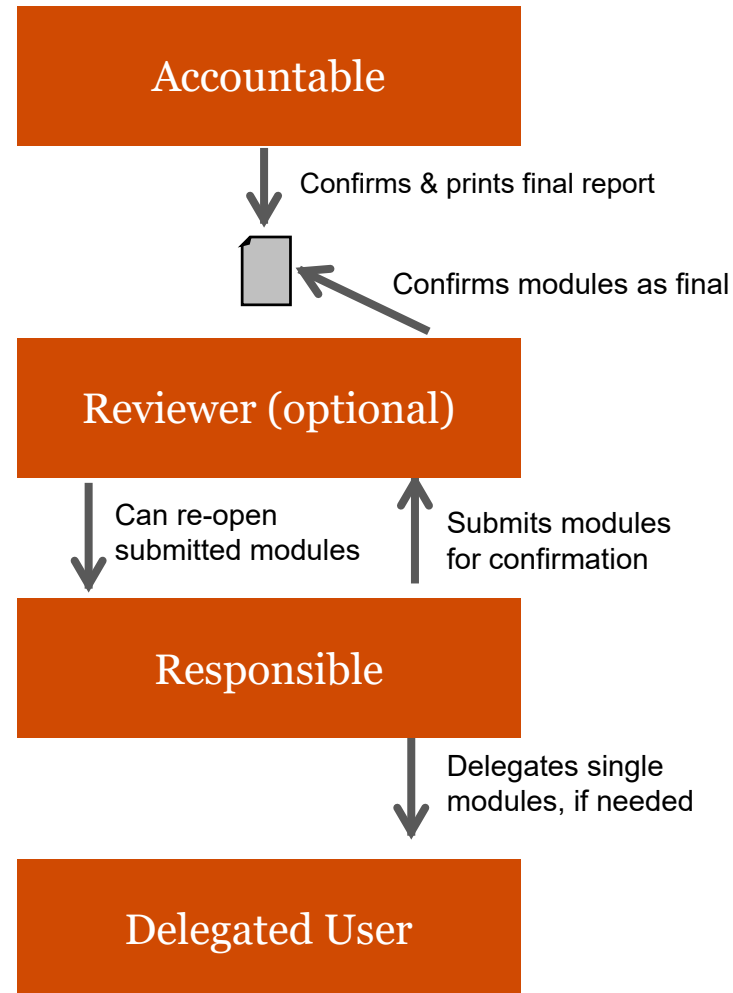 Accountable
Confirms & prints final report
Confirms modules as final
Reviewer (optional)
Can re-open
submitted modules
Submits modules
for confirmation
Responsible
Delegates single
modules, if needed
Delegated User